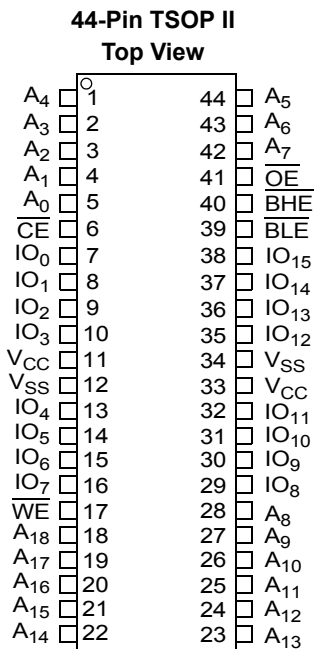 44-Pin TSOP II
Top View
A4 1 44 A5
A3 2 43 A6
A2 3 42 A7
A1 4 41 OE
A0 5 40 BHE
CE 6 39 BLE
IO0 7 38 IO15
IO1 8 37 IO14
IO2 9 36 IO13
IO3 10 35 IO12
VCC 11 34 VSS
VSS 12 33 VCC
IO4 13 32 IO11
IO5 14 31 IO10
IO6 15 30 IO9
IO7 16 29 IO8
WE 17 28 A8
A18 18 27 A9
A17 19 26 A10
A16 20 25 A11
A15 21 24 A12
A14 22 23 A13